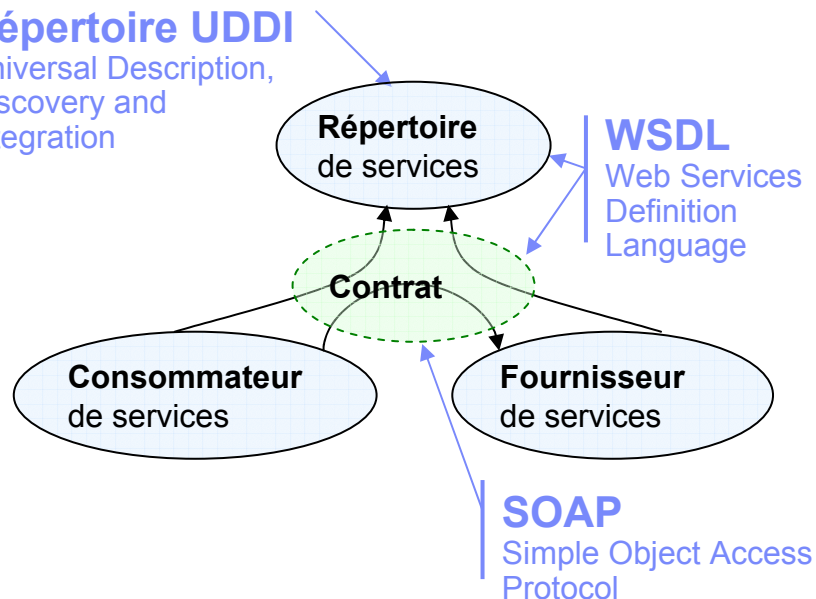 épertoire UDDI
niversal Description,
scovery and
tegration
Répertoire
de services
WSDL
Web Services
Definition
Language
Contrat
Consommateur
de services
Fournisseur
de services
SOAP
Simple Object Access
Protocol